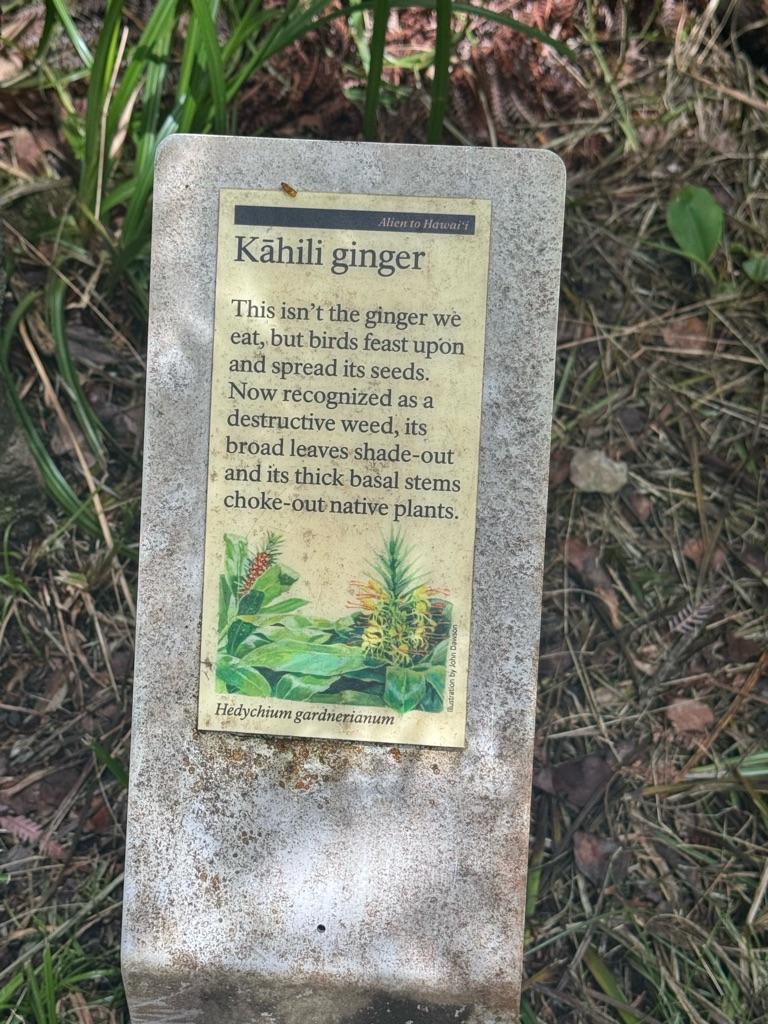 Alien to Hawai‘i
Kāhili ginger
This isn’t the ginger we
eat, but birds feast upon
and spread its seeds.
Now recognized as a
destructive weed, its
broad leaves shade-out
and its thick basal stems
choke-out native plants.
Illustration by John Dawson
Hedychium gardnerianum